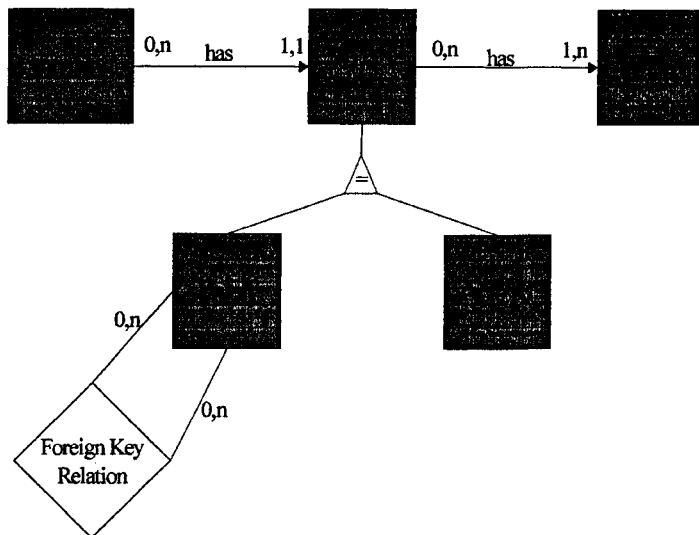 0,n has 1,1
0,n has 1,n
=
0,n
0,n
Foreign Key
Relation